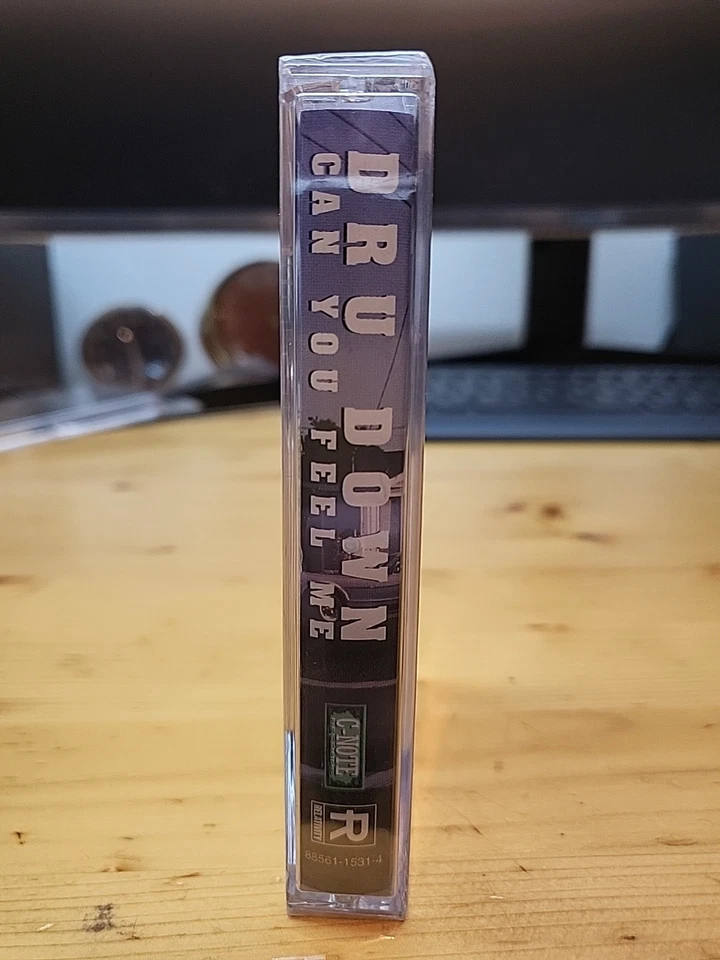 DRU DOWN
CAN YOU FEEL ME
C-NOTE
R
RELATIVITY
88561-1531-4